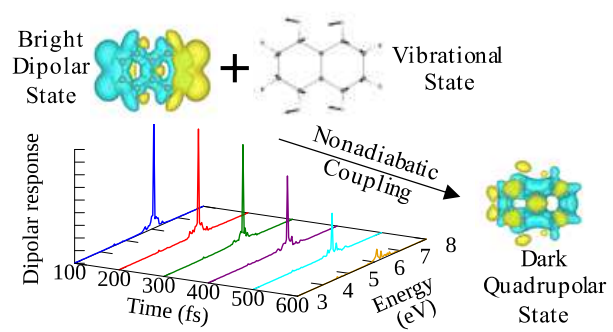 Bright
Dipolar
State
+
Vibrational
State
Nonadiabatic
Coupling
Dark
Quadrupolar
State
Dipolar response
100
200
300
400
500
600
Time (fs)
3
4
5
6
7
8
Energy
(eV)